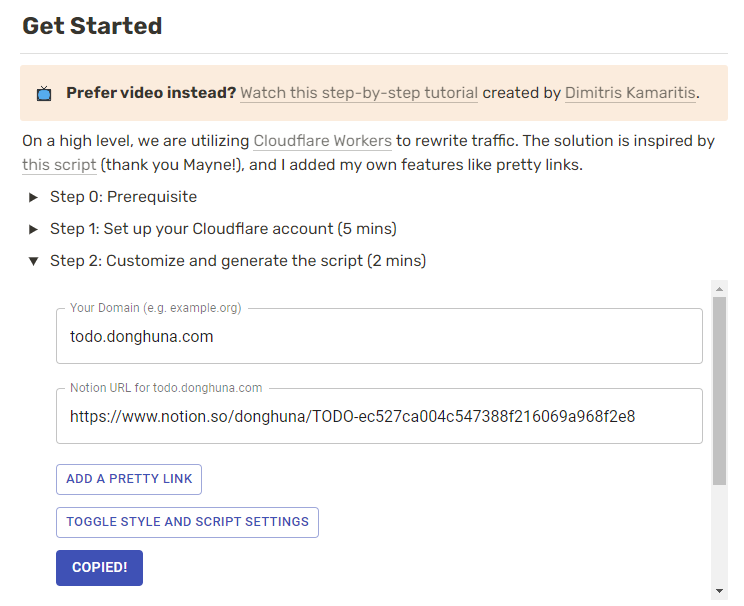 Get Started
Prefer video instead? Watch this step-by-step tutorial created by Dimitris Kamaritis.
On a high level, we are utilizing Cloudflare Workers to rewrite traffic. The solution is inspired by
this script (thank you Mayne!), and I added my own features like pretty links.
Step 0: Prerequisite
Step 1: Set up your Cloudflare account (5 mins)
Step 2: Customize and generate the script (2 mins)
Your Domain (e.g. example.org)
todo.donghuna.com
Notion URL for todo.donghuna.com
https://www.notion.so/donghuna/TODO-ec527ca004c547388f216069a968f2e8
ADD A PRETTY LINK
TOGGLE STYLE AND SCRIPT SETTINGS
COPIED!